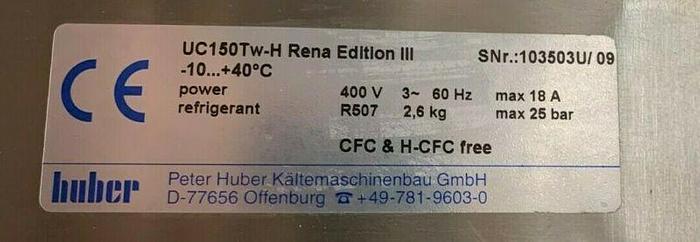 CE
UC150Tw-H Rena Edition III SNr.:103503U/ 09
-10...+40°C
power 400 V 3~ 60 Hz max 18 A
refrigerant R507 2,6 kg max 25 bar
CFC & H-CFC free
huber
Peter Huber Kältemaschinenbau GmbH
D-77656 Offenburg ☎+49-781-9603-0